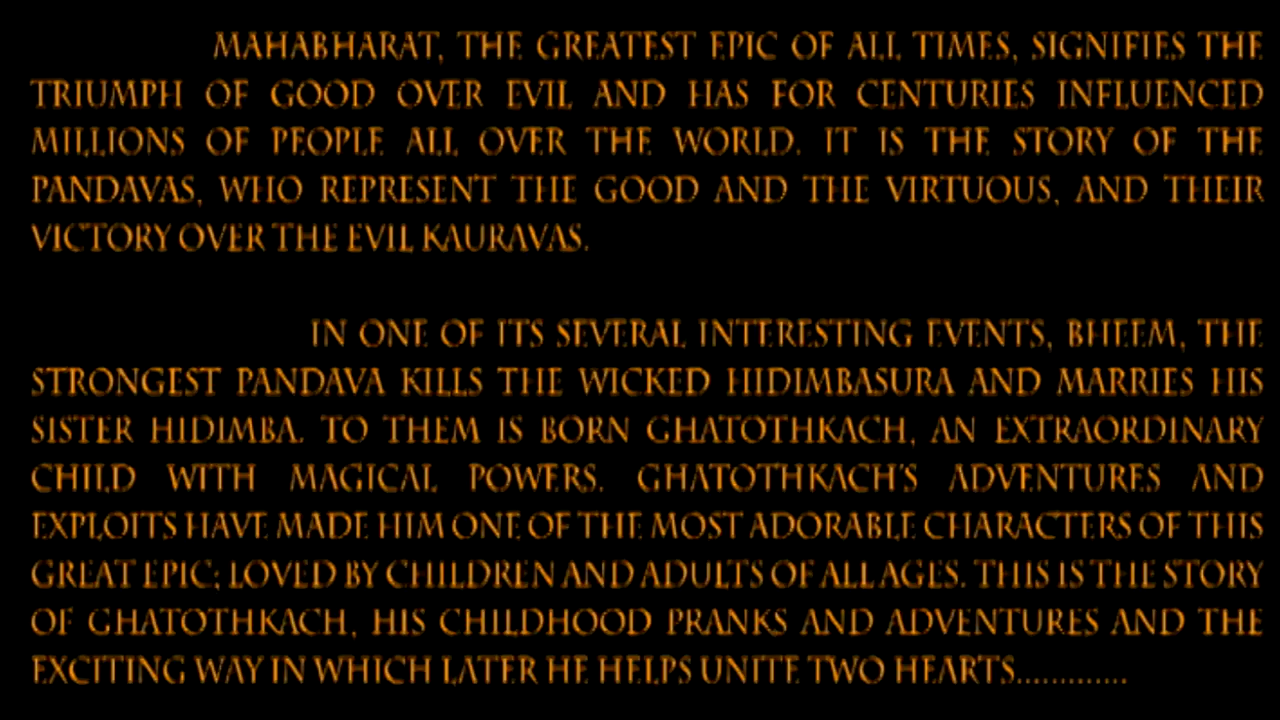 MAHABHARAT, THE GREATEST EPIC OF ALL TIMES, SIGNIFIES THE
TRIUMPH OF GOOD OVER EVIL AND HAS FOR CENTURIES INFLUENCED
MILLIONS OF PEOPLE ALL OVER THE WORLD. IT IS THE STORY OF THE
PANDAVAS, WHO REPRESENT THE GOOD AND THE VIRTUOUS, AND THEIR
VICTORY OVER THE EVIL KAURAVAS.
IN ONE OF ITS SEVERAL INTERESTING EVENTS, BHEEM, THE
STRONGEST PANDAVA KILLS THE WICKED HIDIMBASURA AND MARRIES HIS
SISTER HIDIMBA. TO THEM IS BORN GHATOTHKACH, AN EXTRAORDINARY
CHILD WITH MAGICAL POWERS. GHATOTHKACH'S ADVENTURES AND
EXPLOITS HAVE MADE HIM ONE OF THE MOST ADORABLE CHARACTERS OF THIS
GREAT EPIC; LOVED BY CHILDREN AND ADULTS OF ALL AGES. THIS IS THE STORY
OF GHATOTHKACH, HIS CHILDHOOD PRANKS AND ADVENTURES AND THE
EXCITING WAY IN WHICH LATER HE HELPS UNITE TWO HEARTS.............